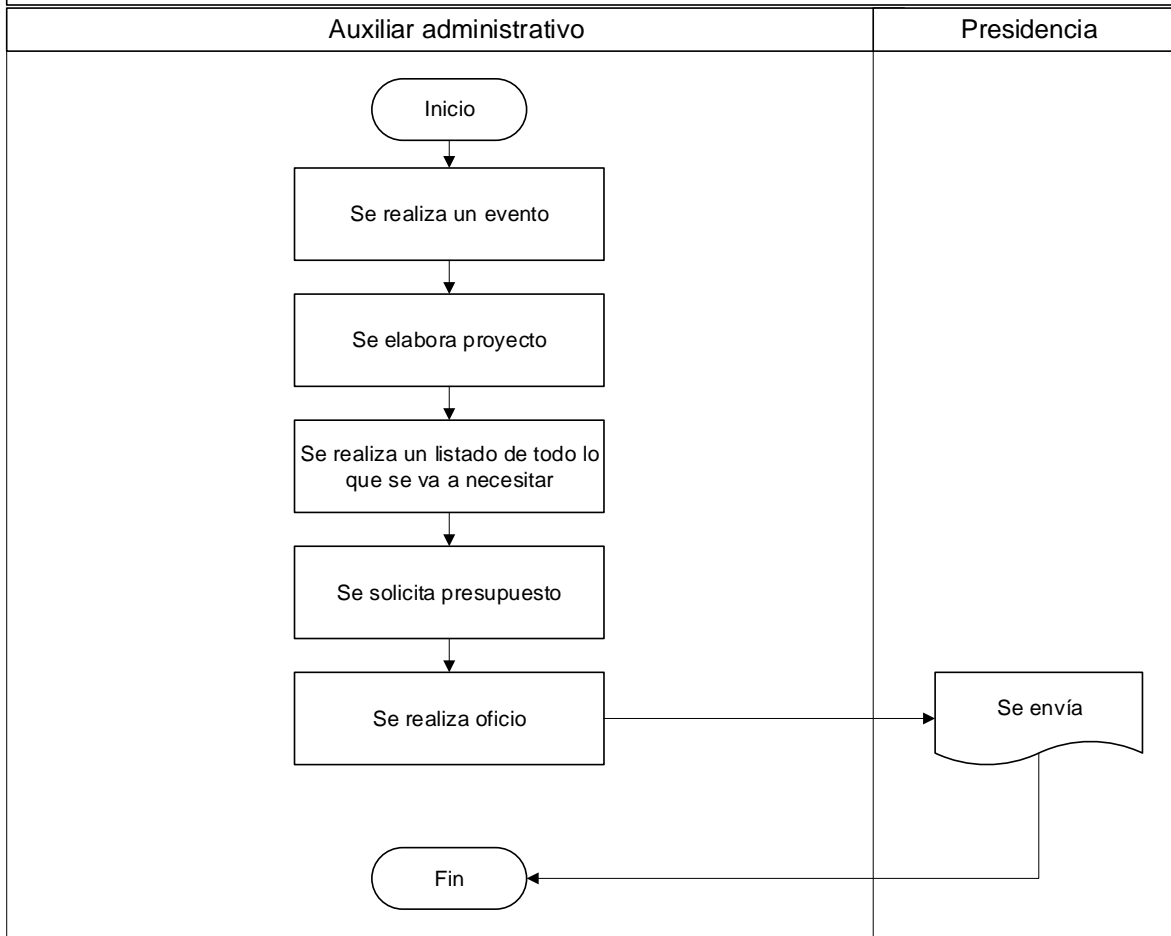 Auxiliar administrativo
Presidencia
Inicio
Se realiza un evento
Se elabora proyecto
Se realiza un listado de todo lo
que se va a necesitar
Se solicita presupuesto
Se realiza oficio
Se envía
Fin